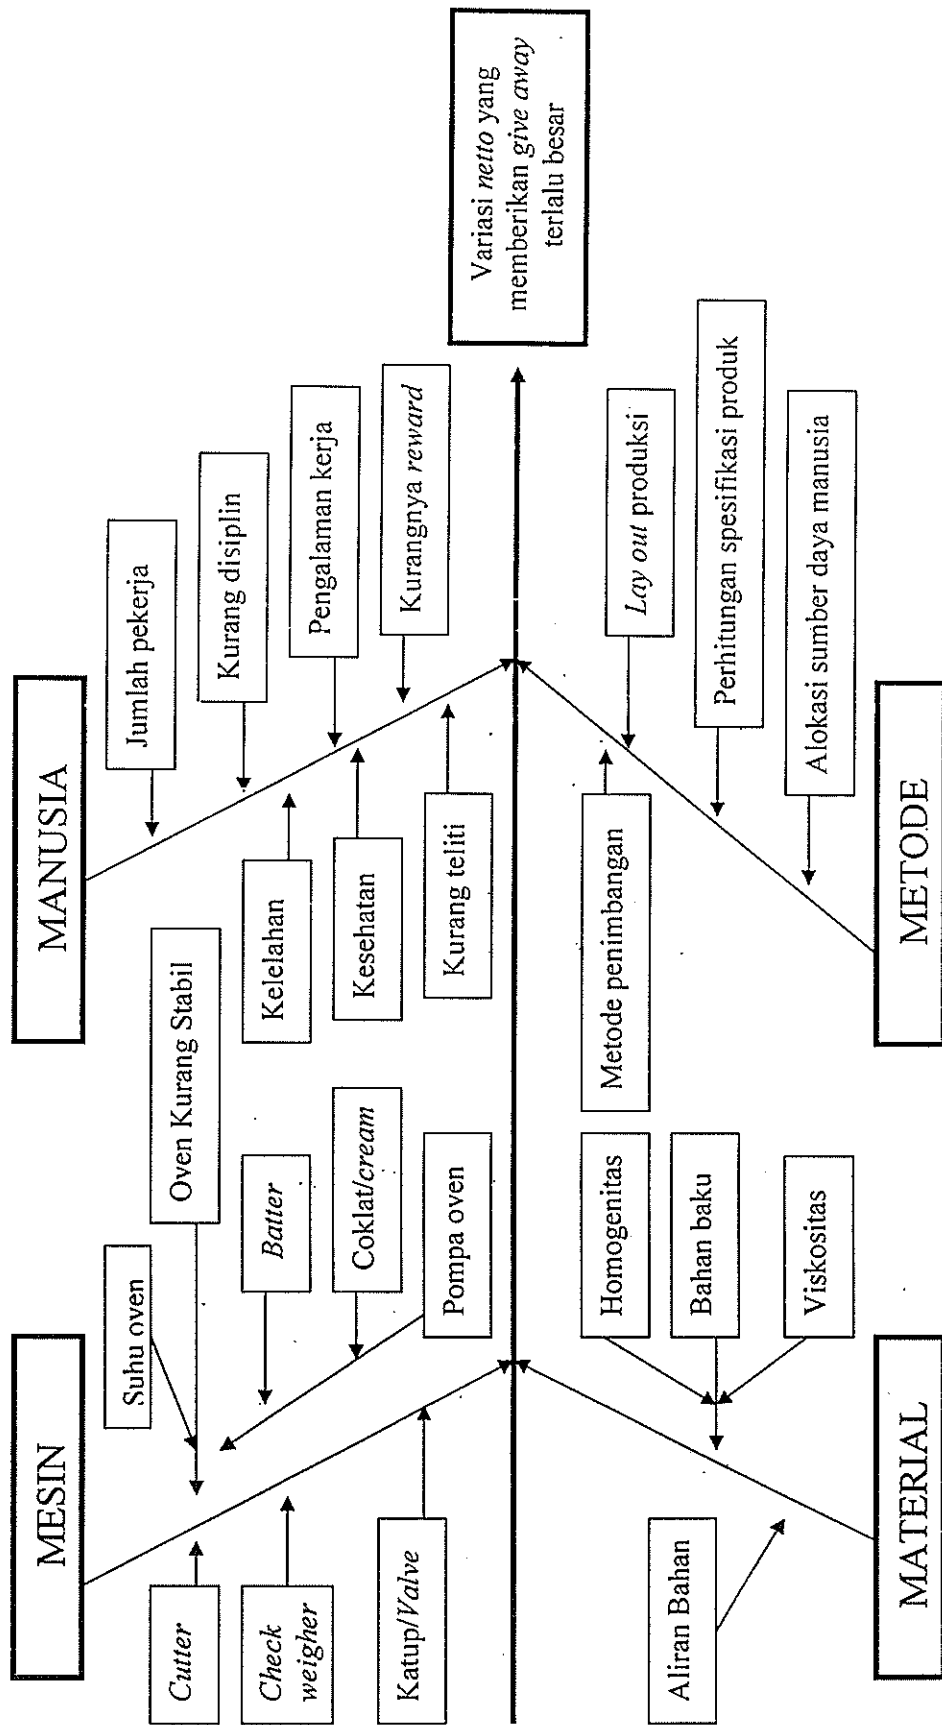 MESIN
MANUSIA
Suhu oven
Oven Kurang Stabil
Jumlah pekerja
Cutter
Batter
Kurang disiplin
Check
weigher
Coklat/cream
Kelelahan
Pengalaman kerja
Katup/Valve
Pompa oven
Kesehatan
Kurangnya reward
Kurang teliti
Variasi netto yang
memberikan give away
terlalu besar
Aliran Bahan
Homogenitas
Metode penimbangan
Lay out produksi
Bahan baku
Perhitungan spesifikasi produk
Viskositas
Alokasi sumber daya manusia
MATERIAL
METODE